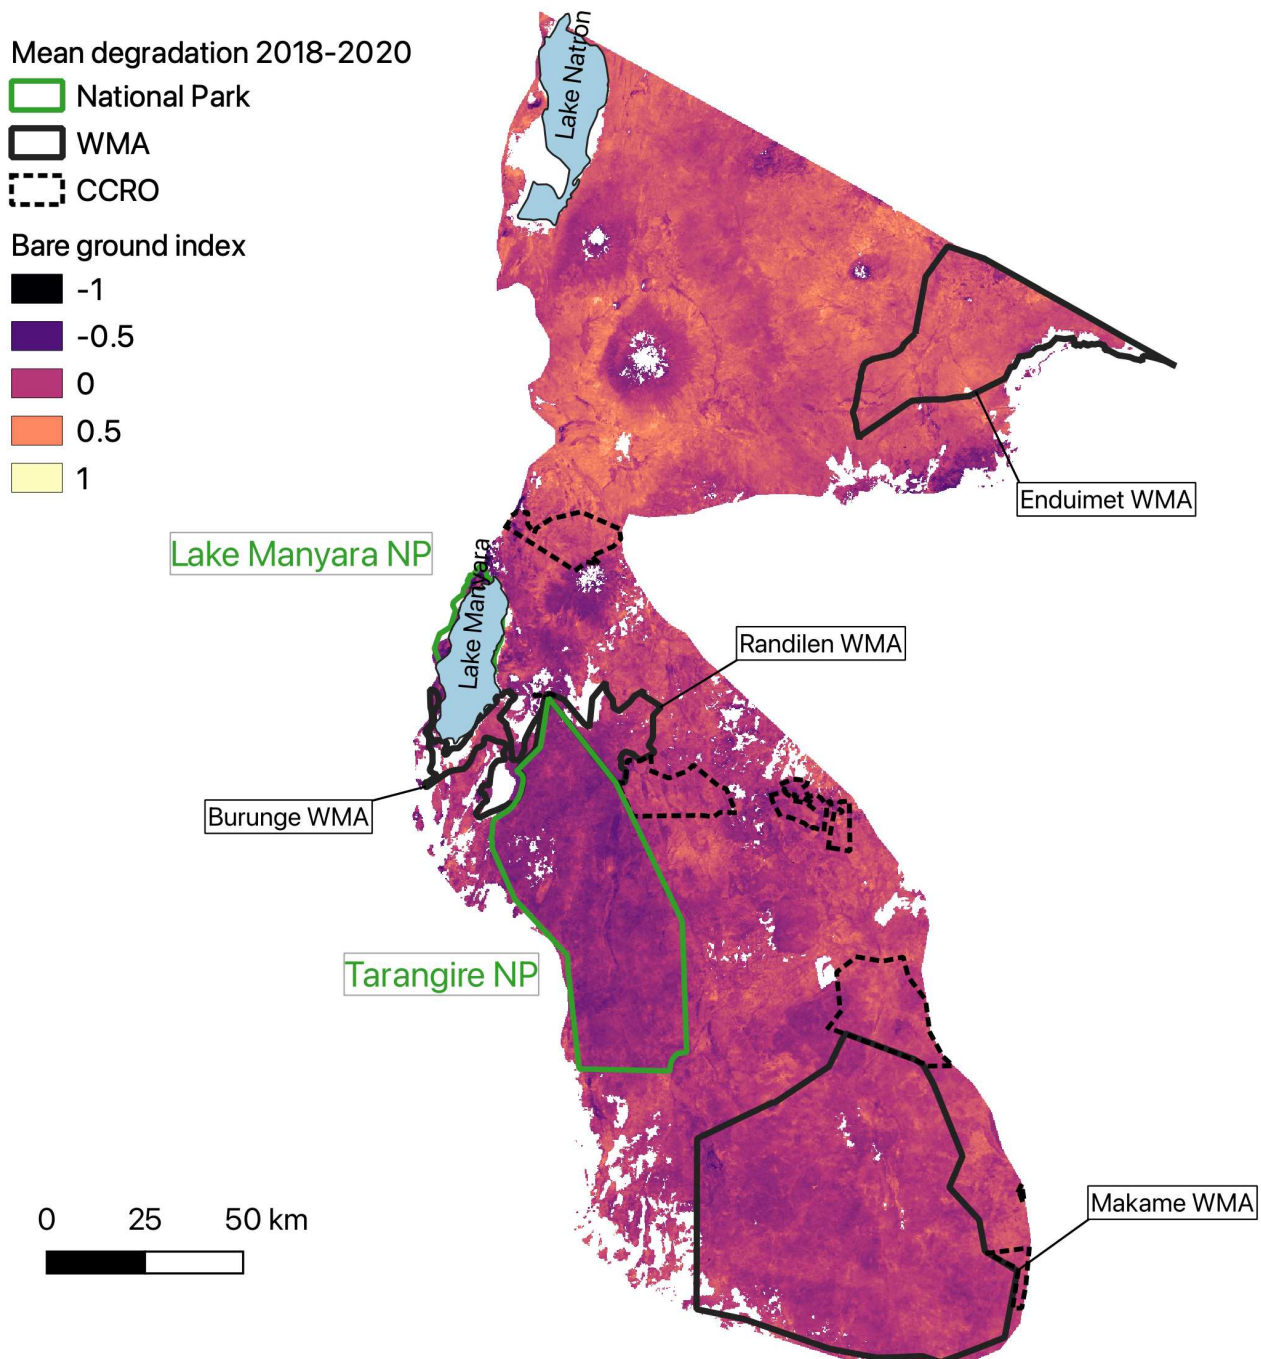 Mean degradation 2018-2020
National Park
WMA
CCRO
Bare ground index
-1
-0.5
0
0.5
1
Lake Natron
Enduimet WMA
Lake Manyara NP
Lake Manyara
Randilen WMA
Burunge WMA
Tarangire NP
Makame WMA
0 25 50 km